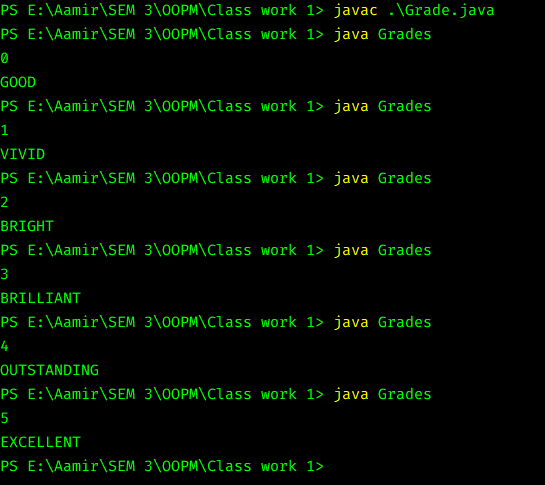 PS E:\Aamir\SEM 3\OOPM\Class work 1> javac .\Grade.java
PS E:\Aamir\SEM 3\OOPM\Class work 1> java Grades
0
GOOD
PS E:\Aamir\SEM 3\OOPM\Class work 1> java Grades
1
VIVID
PS E:\Aamir\SEM 3\OOPM\Class work 1> java Grades
2
BRIGHT
PS E:\Aamir\SEM 3\OOPM\Class work 1> java Grades
3
BRILLIANT
PS E:\Aamir\SEM 3\OOPM\Class work 1> java Grades
4
OUTSTANDING
PS E:\Aamir\SEM 3\OOPM\Class work 1> java Grades
5
EXCELLENT
PS E:\Aamir\SEM 3\OOPM\Class work 1>